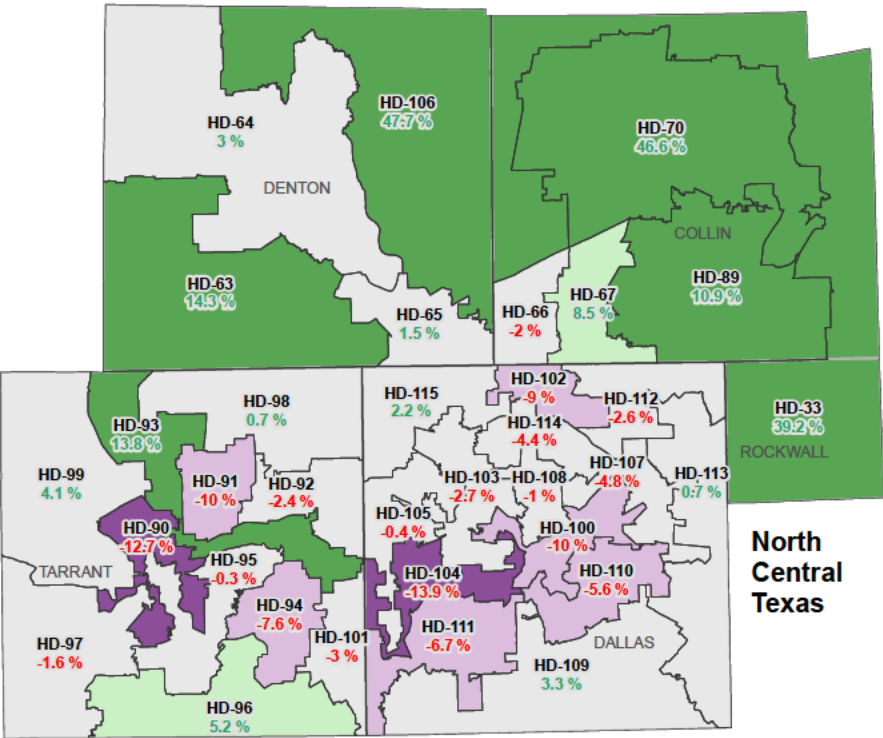 HD-106
47.7 %
HD-64
3 %
HD-70
46.6 %
DENTON
COLLIN
HD-63
14.3 %
HD-89
10.9 %
HD-67
8.5 %
HD-66
-2 %
HD-65
1.5 %
HD-102
-9 %
HD-98
0.7 %
HD-115
2.2 %
HD-112
-2.6 %
HD-33
39.2 %
ROCKWALL
HD-93
13.8 %
HD-114
-4.4 %
HD-99
4.1 %
HD-91
-10 %
HD-92
-2.4 %
HD-103
-2.7 %
HD-108
-1 %
HD-107
-4.8 %
HD-113
0.7 %
HD-105
-0.4 %
HD-90
-12.7 %
HD-100
-10 %
North
Central
Texas
TARRANT
HD-95
-0.3 %
HD-104
-13.9 %
HD-110
-5.6 %
HD-94
-7.6 %
HD-111
-6.7 %
HD-101
-3 %
HD-97
-1.6 %
DALLAS
HD-109
3.3 %
HD-96
5.2 %